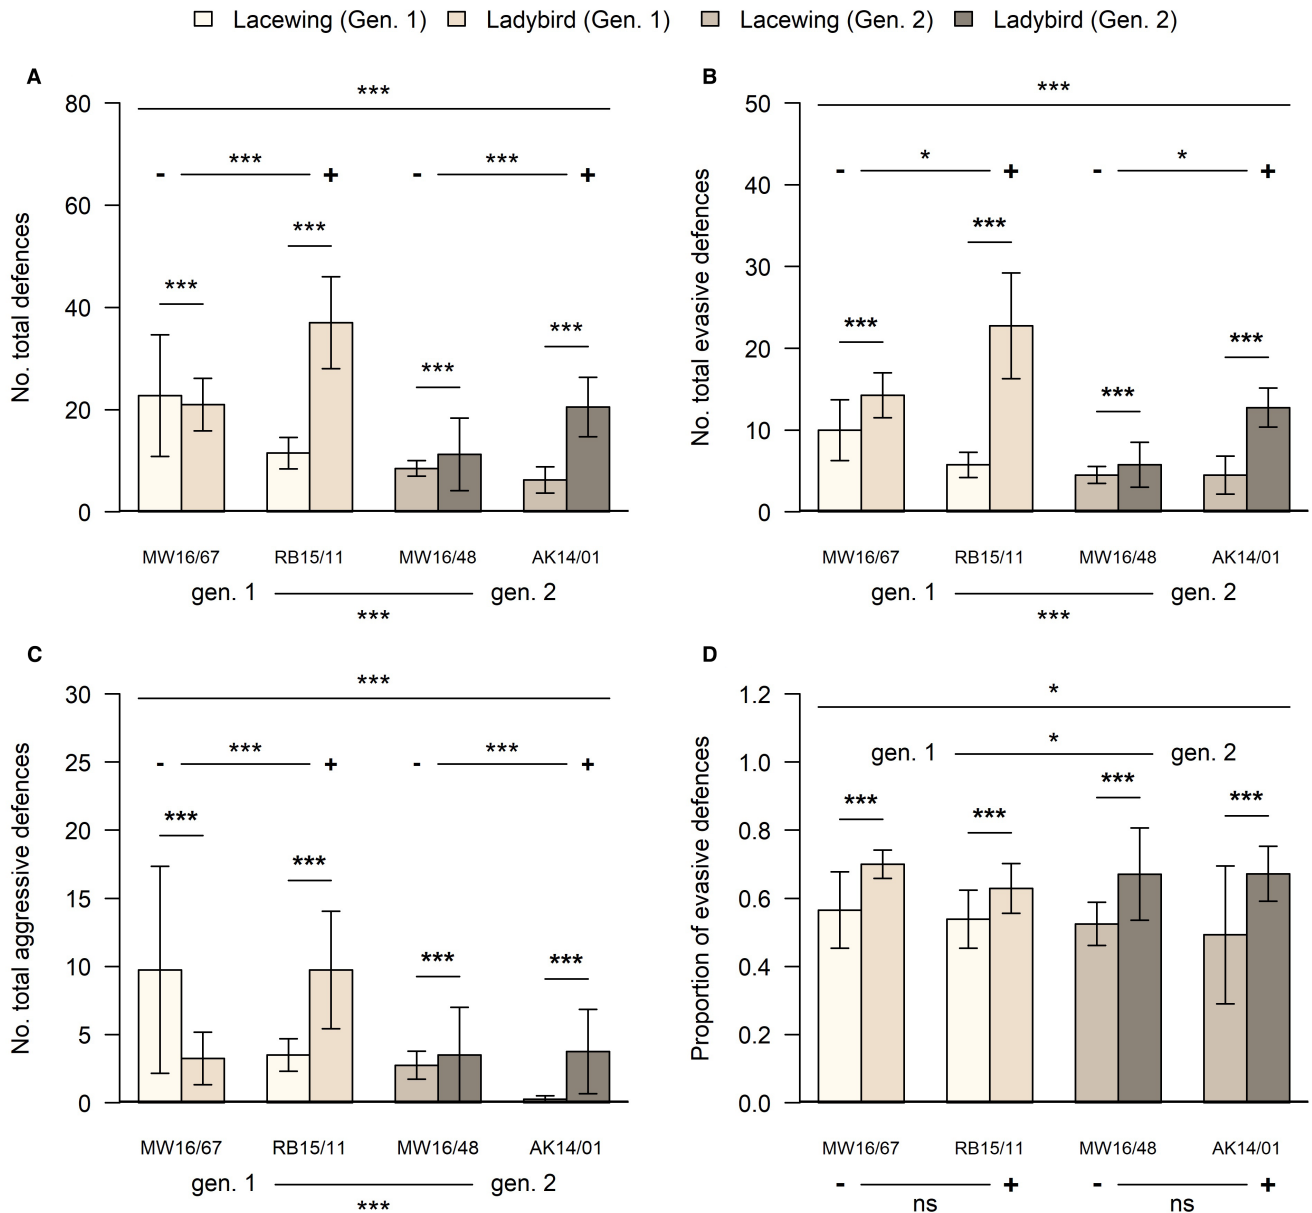 Lacewing (Gen. 1) Ladybird (Gen. 1) Lacewing (Gen. 2) Ladybird (Gen. 2)
A
***
- *** + - *** +
***
***
***
***
No. total defences
80
60
40
20
0
MW16/67 RB15/11 MW16/48 AK14/01
gen. 1 gen. 2
***
B
***
- * + - * +
***
***
***
***
No. total evasive defences
50
40
30
20
10
0
MW16/67 RB15/11 MW16/48 AK14/01
gen. 1 gen. 2
***
C
***
- *** + - *** +
***
***
***
***
No. total aggressive defences
30
25
20
15
10
5
0
MW16/67 RB15/11 MW16/48 AK14/01
gen. 1 gen. 2
***
D
*
gen. 1 * gen. 2
***
***
***
***
Proportion of evasive defences
1.2
1.0
0.8
0.6
0.4
0.2
0.0
MW16/67 RB15/11 MW16/48 AK14/01
- + - +
ns ns